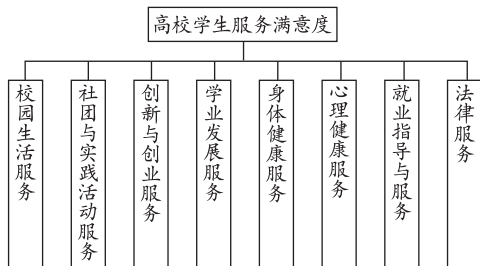 高校学生服务满意度
校园生活服务
社团与实践活动服务
创新与创业服务
学业发展服务
身体健康服务
心理健康服务
就业指导与服务
法律服务